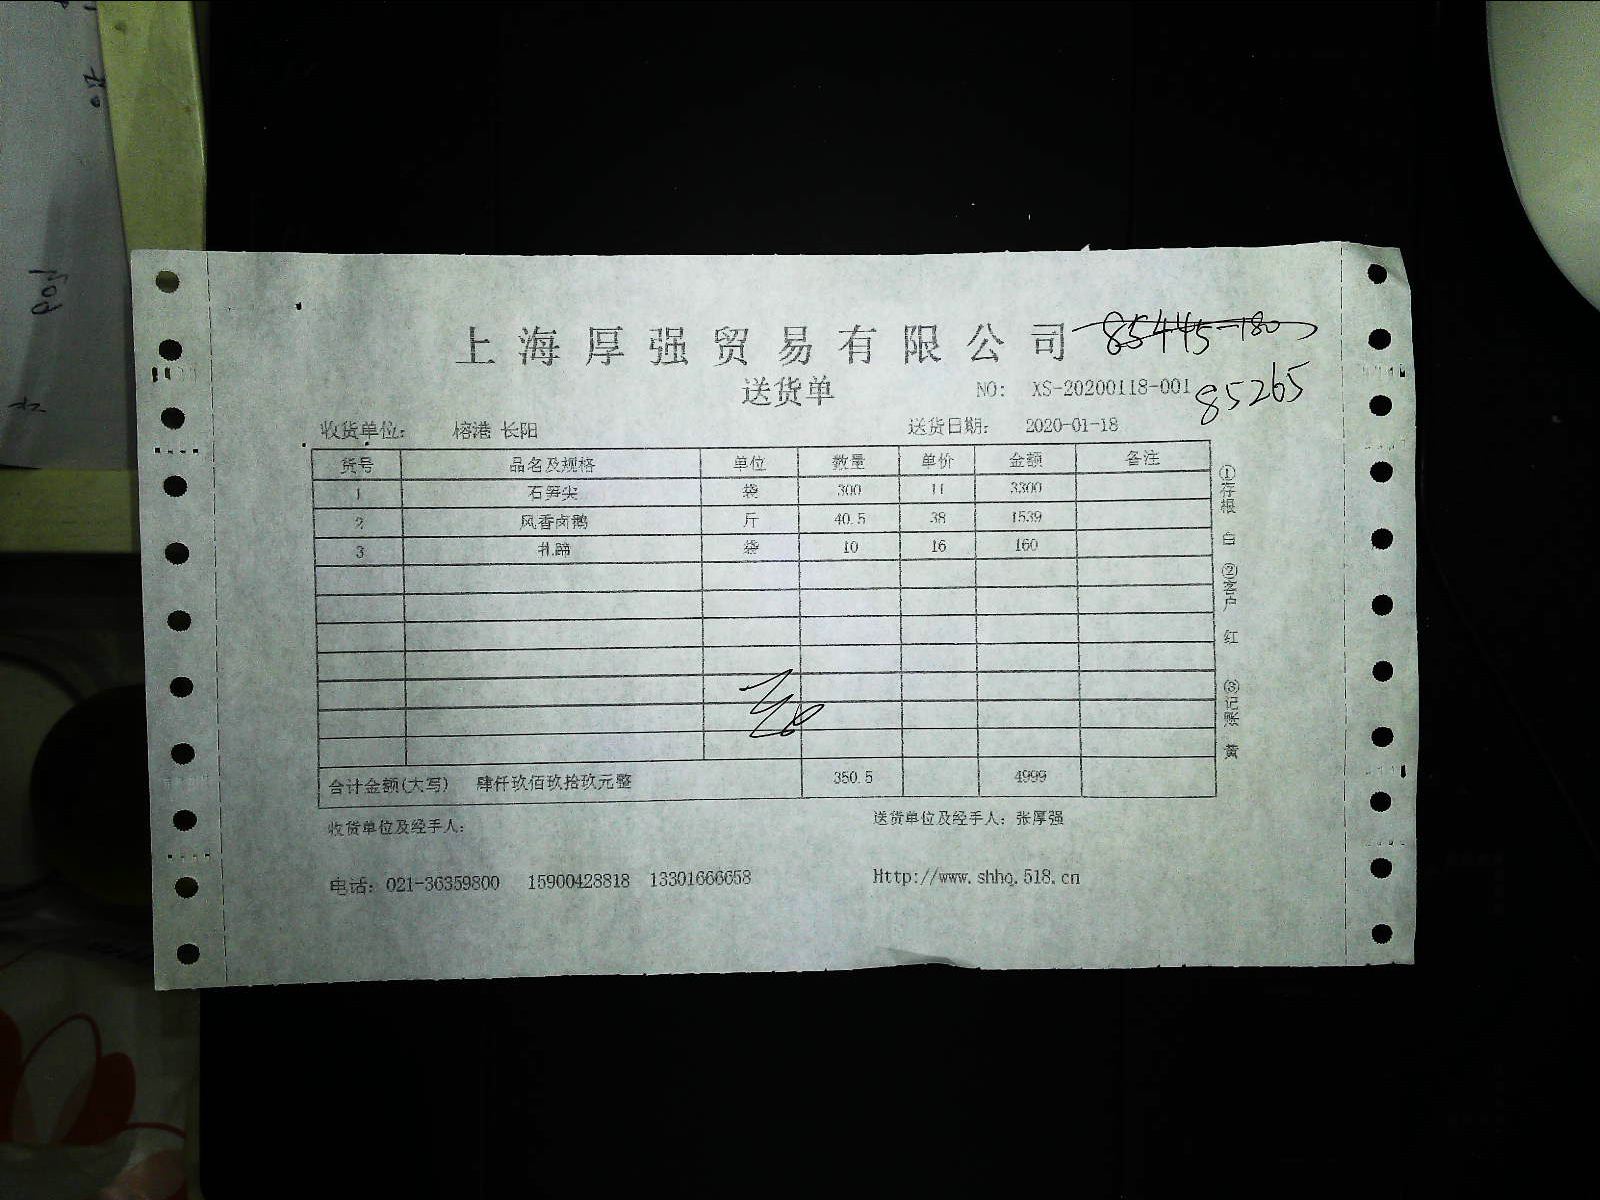 上海厚强贸易有限公司 85445-180
送货单 NO: XS-20200118-001 85265
收货单位: 榕港 长阳 送货日期: 2020-01-18
货号 品名及规格 单位 数量 单价 金额 备注
1 石笋尖 袋 300 11 3300
2 风香卤鹅 斤 40.5 38 1539
3 扎蹄 袋 10 16 160
合计金额(大写) 肆仟玖佰玖拾玖元整 350.5 4999
收货单位及经手人: 送货单位及经手人: 张厚强
电话: 021-36359800 15900428818 13301666658 Http://www.shhq.518.cn
①存根 白 ②客户 红 ③记账 黄